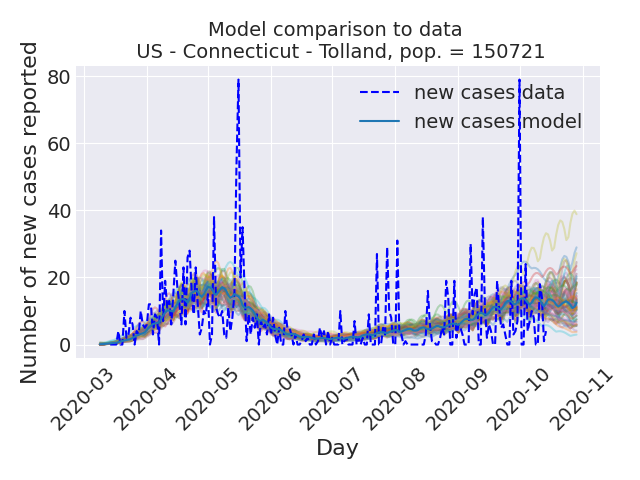 Model comparison to data
US - Connecticut - Tolland, pop. = 150721
Number of new cases reported
80
60
40
20
0
new cases data
new cases model
2020-03
2020-04
2020-05
2020-06
2020-07
2020-08
2020-09
2020-10
2020-11
Day